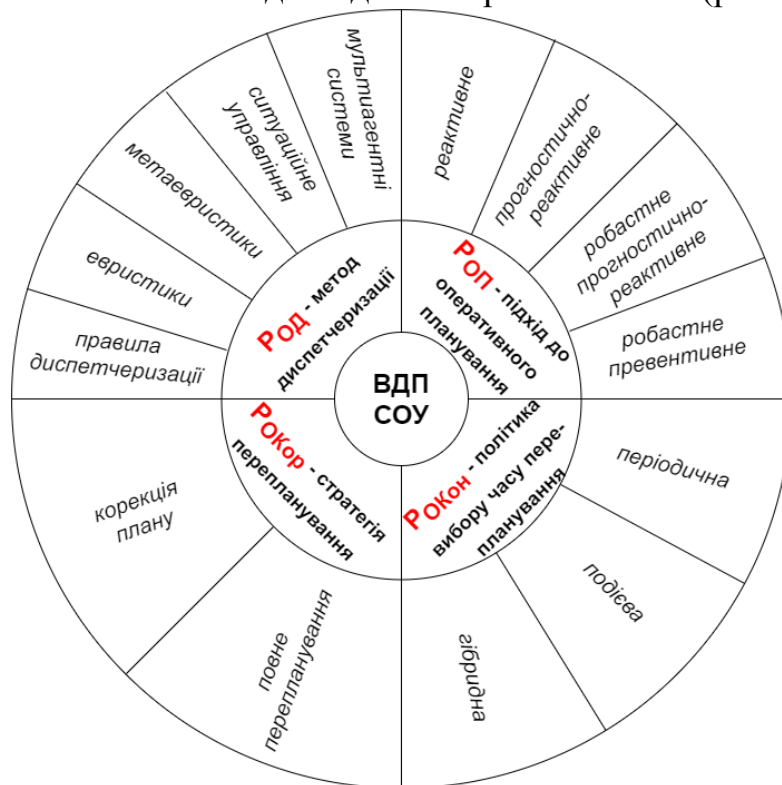 мультиагентні
системи
реактивне
прогностично-
реактивне
робастне
прогностично-
реактивне
робастне
превентивне
періодична
подієва
гібридна
повне
перепланування
корекція
плану
правила
диспетчеризації
евристики
метаевристики
ситуаційне
управління
РОД - метод
диспетчеризації
РОП - підхід до
оперативного
планування
РОКон - політика
вибору часу пере-
планування
РОКор - стратегія
перепланування
ВДП
СОУ